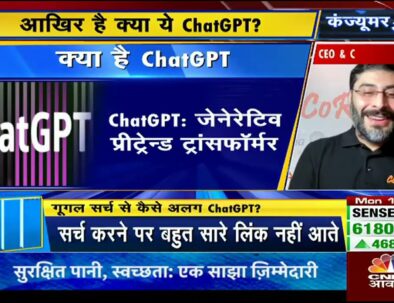 आखिर है क्या ये ChatGPT?
कंज्यूमर
क्या है ChatGPT
CEO & C
atGPT
ChatGPT: जेनेरेटिव
प्रीट्रेन्ड ट्रांसफॉर्मर
गूगल सर्च से कैसे अलग ChatGPT?
सर्च करने पर बहुत सारे लिंक नहीं आते
Mon 1
SENSE
6180
468
सुरक्षित पानी, स्वच्छता: एक साझा ज़िम्मेदारी
CNB
आव